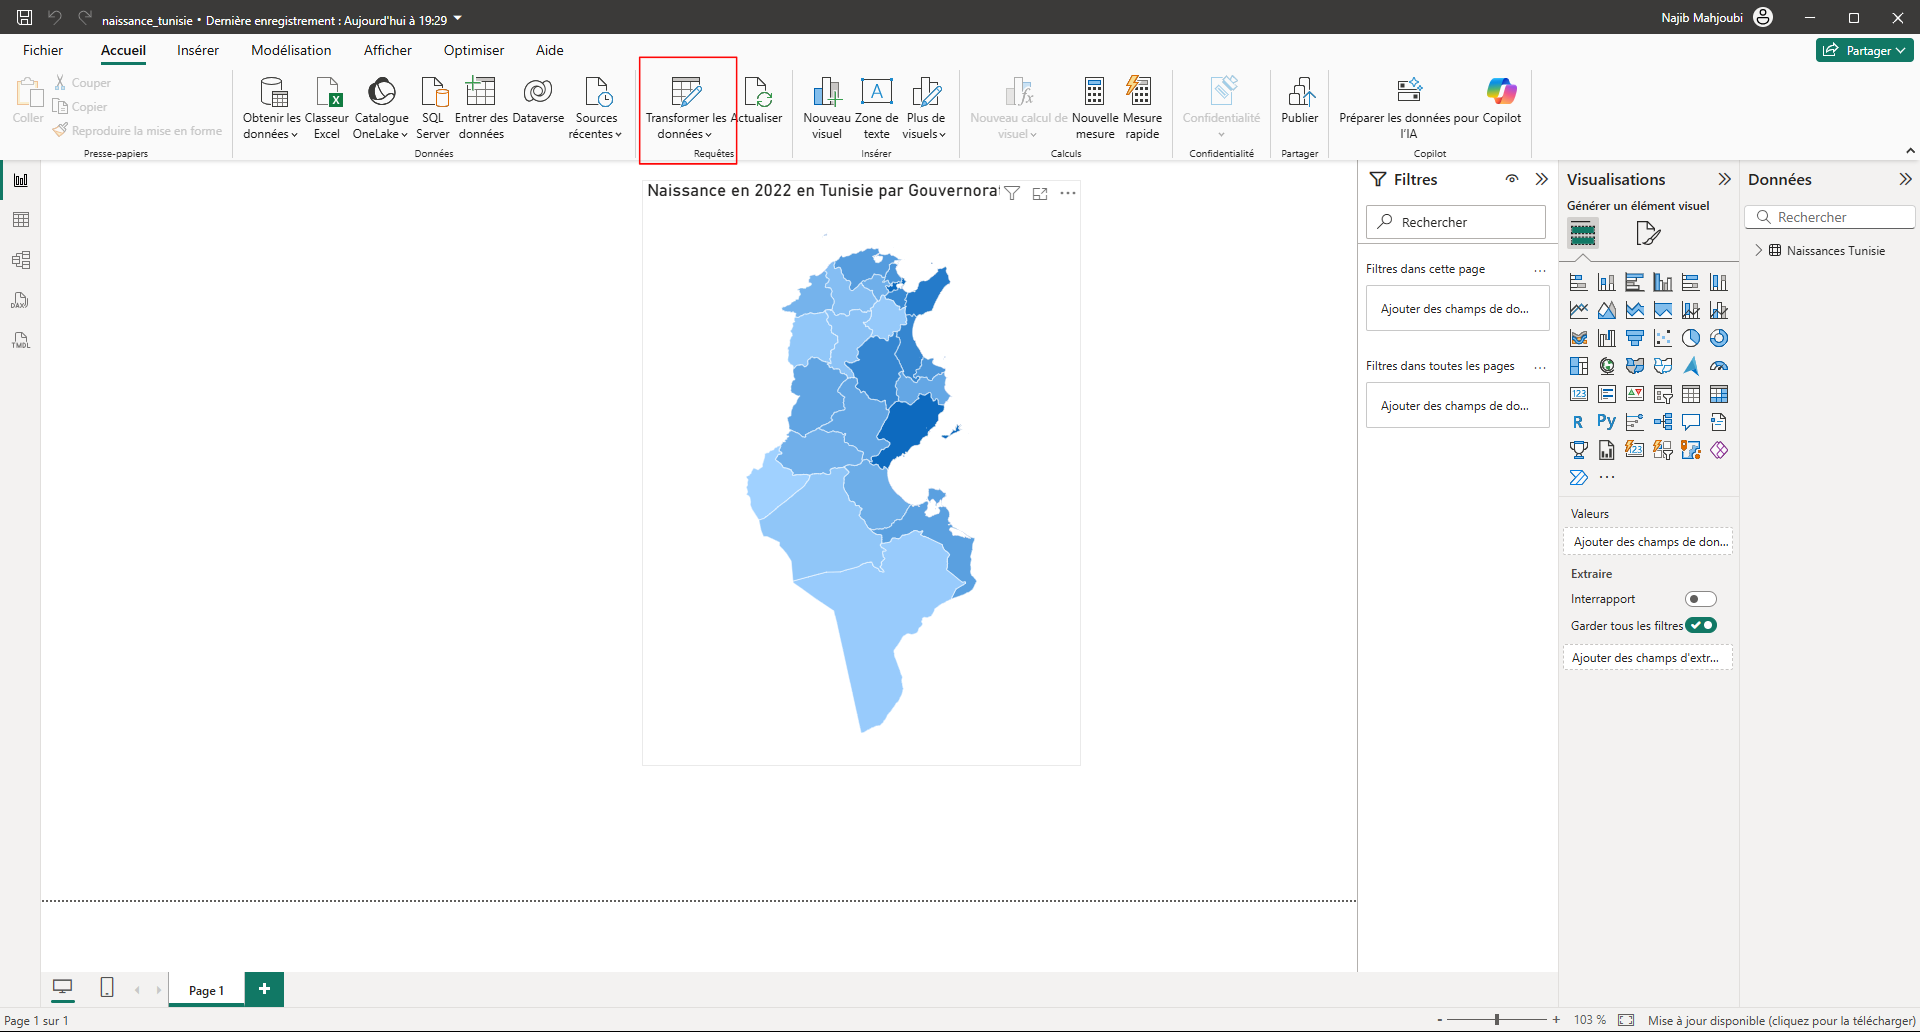 naissance_tunisie • Dernière enregistrement : Aujourd'hui à 19:29
Najib Mahjoubi
Fichier
Accueil
Insérer
Modélisation
Afficher
Optimiser
Aide
Partager
Coller
Couper
Copier
Reproduire la mise en forme
Presse-papiers
Obtenir les
données
Classeur
Excel
Catalogue
OneLake
SQL
Server
Entrer des
données
Dataverse
Sources
récentes
Données
Transformer les
données
Actualiser
Requêtes
Nouveau
visuel
Zone de
texte
Plus de
visuels
Insérer
Nouveau calcul de
visuel
Nouvelle
mesure
Mesure
rapide
Calculs
Confidentialité
Confidentialité
Publier
Partager
Préparer les données pour
l'IA
Copilot
Copilot
DAX
TMDL
Naissance en 2022 en Tunisie par Gouvernorat
Filtres
Rechercher
Filtres dans cette page
Ajouter des champs de do...
Filtres dans toutes les pages
Ajouter des champs de do...
Visualisations
Générer un élément visuel
123
R
Py
123
Valeurs
Ajouter des champs de don...
Extraire
Interrapport
Garder tous les filtres
Ajouter des champs d'extr...
Données
Rechercher
Naissances Tunisie
Page 1
Page 1 sur 1
103 %
Mise à jour disponible (cliquez pour la télécharger)